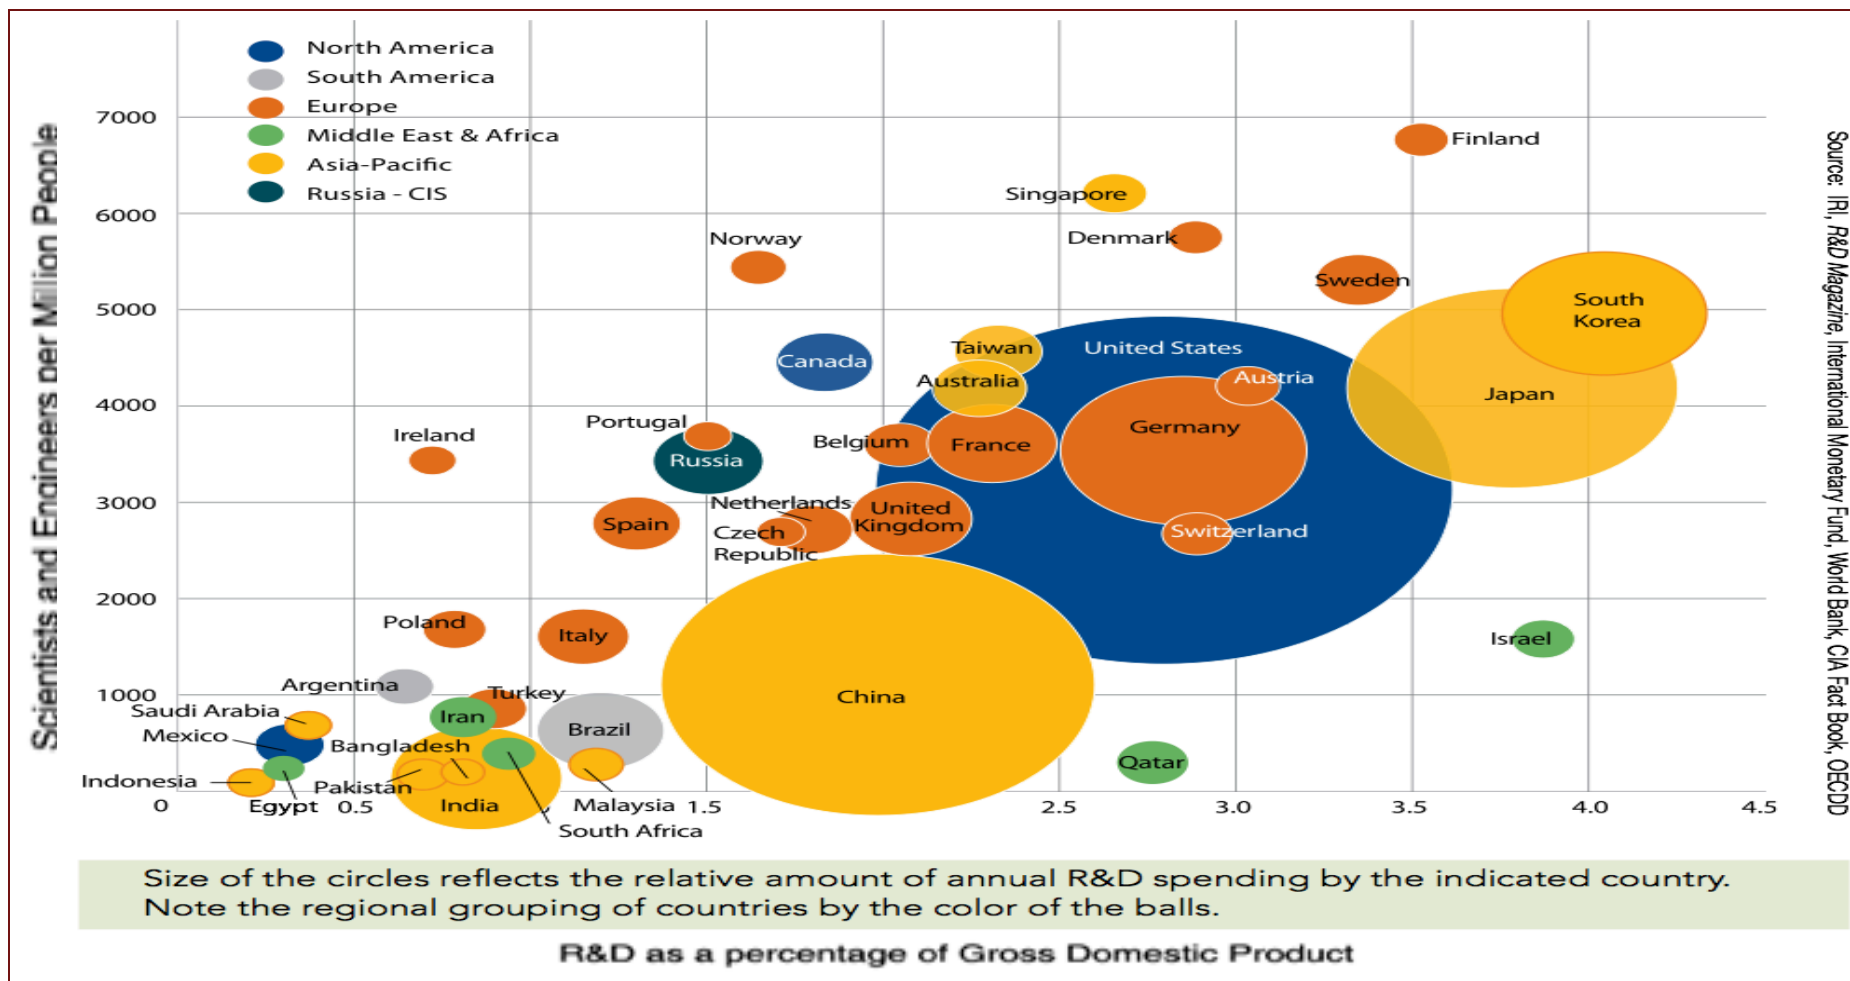 North America
South America
Europe
Middle East & Africa
Asia-Pacific
Russia - CIS
Scientists and Engineers per Million People
7000
6000
5000
4000
3000
2000
1000
Finland
Singapore
Denmark
Norway
Sweden
South
Korea
Taiwan
United States
Canada
Australia
Austria
Japan
Portugal
Germany
Ireland
Belgium
France
Russia
Netherlands
United
Kingdom
Spain
Czech
Republic
Switzerland
Poland
Italy
Israel
Argentina
Turkey
China
Saudi Arabia
Iran
Mexico
Bangladesh
Brazil
Qatar
Indonesia
Pakistan
Egypt
India
Malaysia
South Africa
0
0.5
1.5
2.5
3.0
3.5
4.0
4.5
Size of the circles reflects the relative amount of annual R&D spending by the indicated country.
Note the regional grouping of countries by the color of the balls.
R&D as a percentage of Gross Domestic Product
Source: IRI, R&D Magazine, International Monetary Fund, World Bank, CIA Fact Book, OECDD